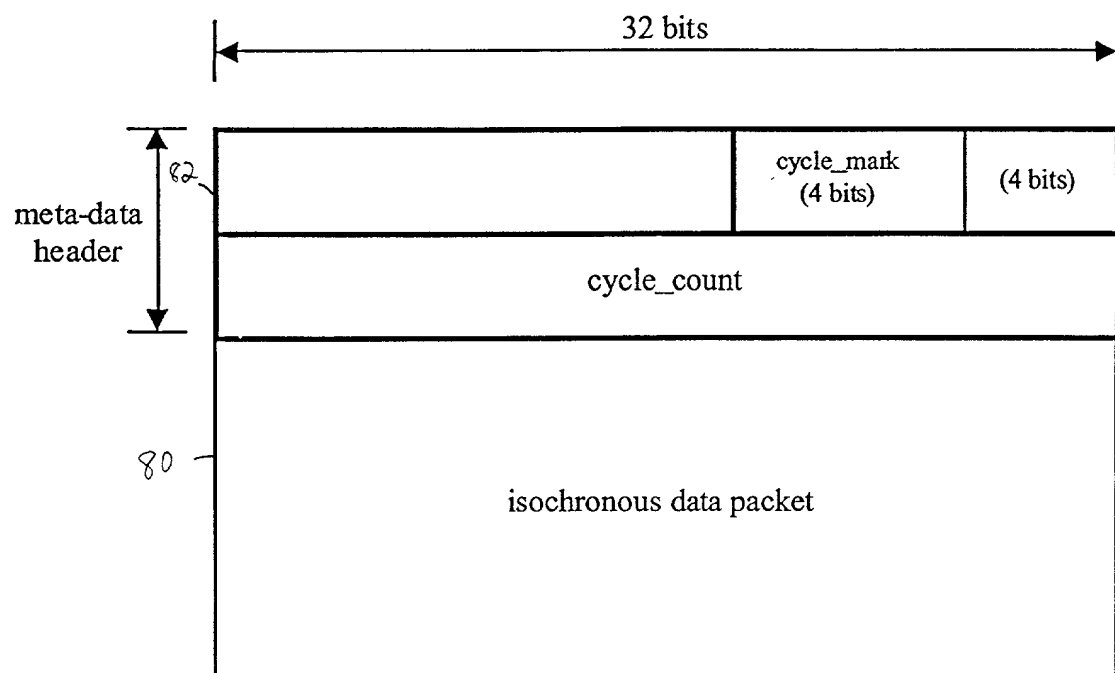 32 bits
82
cycle_mark
(4 bits)
(4 bits)
meta-data
header
cycle_count
80
isochronous data packet